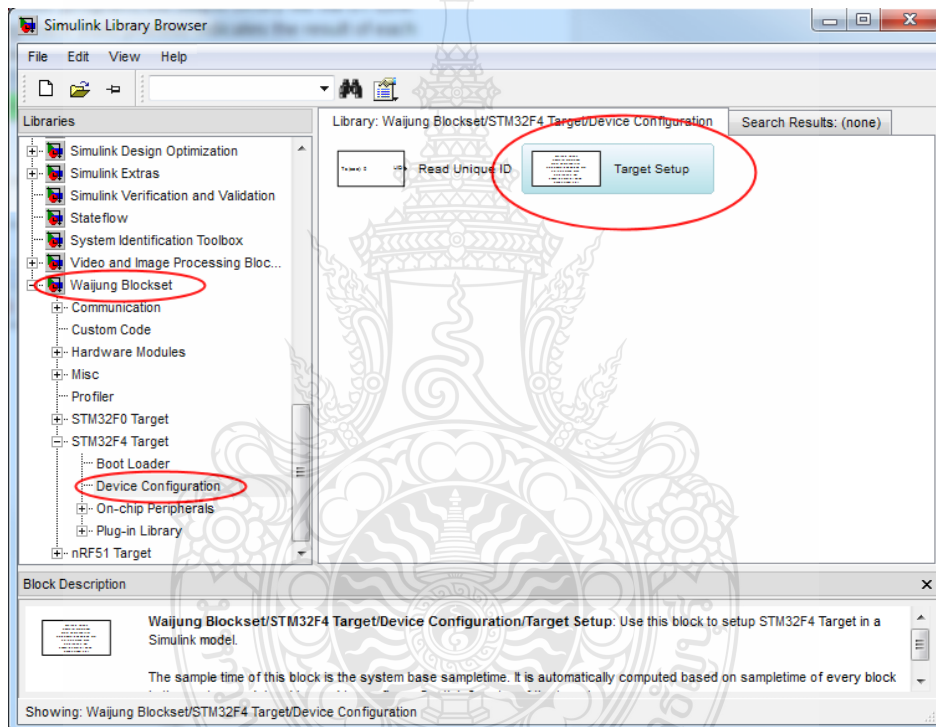 Simulink Library Browser
File Edit View Help
Libraries
Library: Waijung Blockset/STM32F4 Target/Device Configuration
Search Results: (none)
Simulink Design Optimization
Simulink Extras
Simulink Verification and Validation
Stateflow
System Identification Toolbox
Video and Image Processing Bloc...
Waijung Blockset
Communication
Custom Code
Hardware Modules
Misc
Profiler
STM32F0 Target
STM32F4 Target
Boot Loader
Device Configuration
On-chip Peripherals
Plug-in Library
nRF51 Target
Read Unique ID
Target Setup
Block Description
Waijung Blockset/STM32F4 Target/Device Configuration/Target Setup: Use this block to setup STM32F4 Target in a
Simulink model.
The sample time of this block is the system base sampletime. It is automatically computed based on sampletime of every block
Showing: Waijung Blockset/STM32F4 Target/Device Configuration